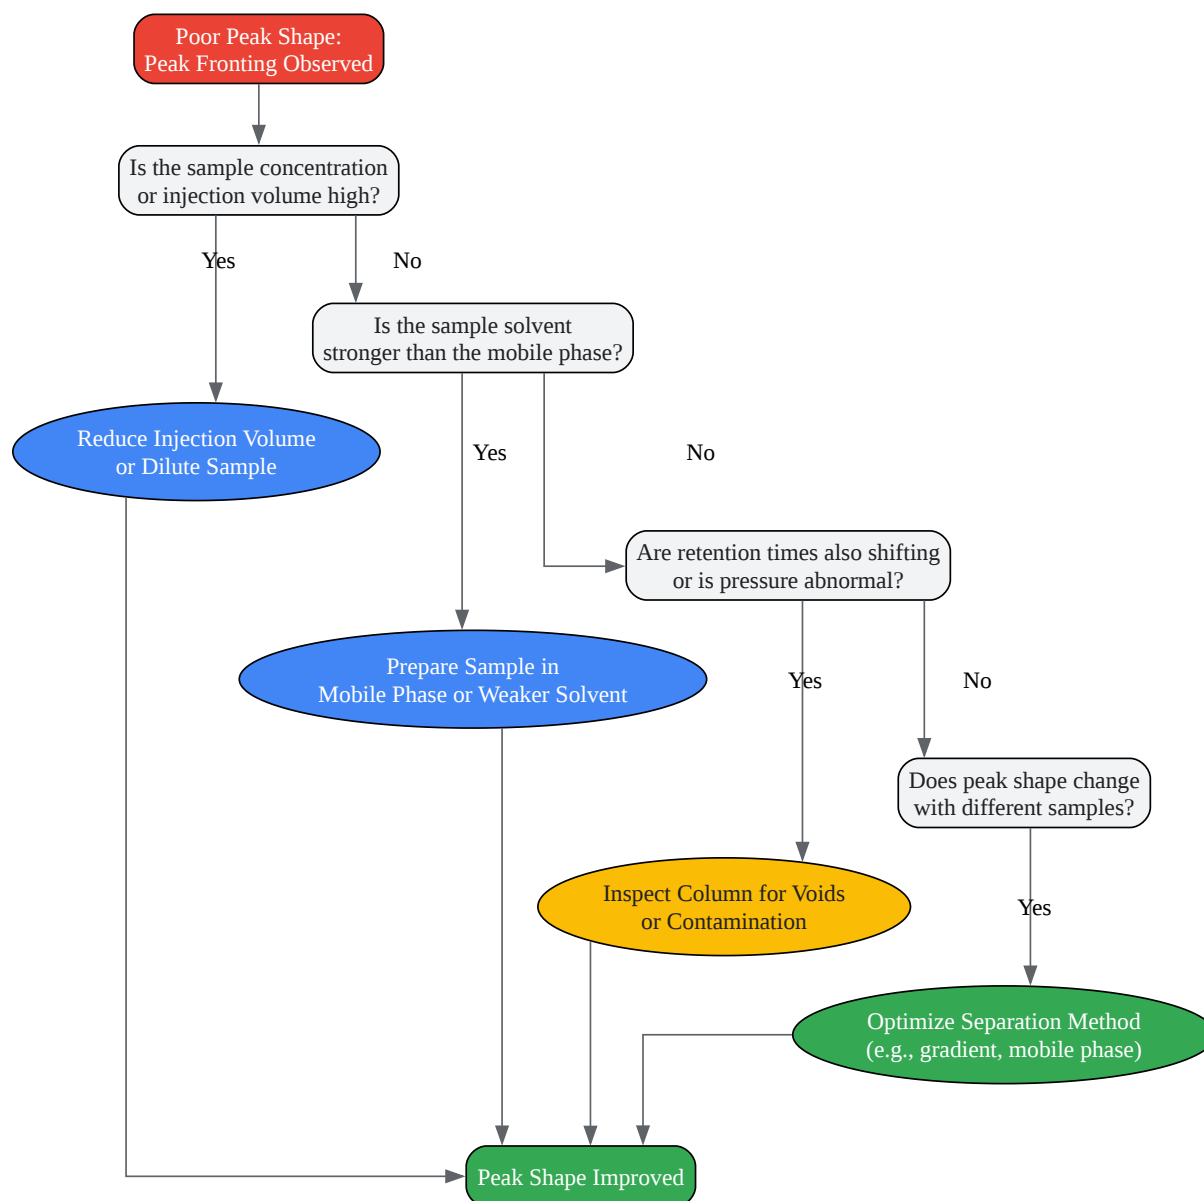 Poor Peak Shape:
Peak Fronting Observed
Is the sample concentration
or injection volume high?
Yes
No
Is the sample solvent
stronger than the mobile phase?
Reduce Injection Volume
or Dilute Sample
Yes
No
Are retention times also shifting
or is pressure abnormal?
Prepare Sample in
Mobile Phase or Weaker Solvent
Yes
No
Does peak shape change
with different samples?
Inspect Column for Voids
or Contamination
Yes
Optimize Separation Method
(e.g., gradient, mobile phase)
Peak Shape Improved